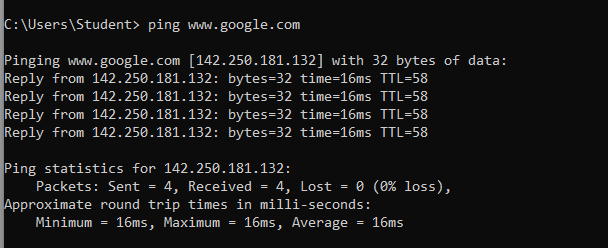 C:\Users\Student> ping www.google.com
Pinging www.google.com [142.250.181.132] with 32 bytes of data:
Reply from 142.250.181.132: bytes=32 time=16ms TTL=58
Reply from 142.250.181.132: bytes=32 time=16ms TTL=58
Reply from 142.250.181.132: bytes=32 time=16ms TTL=58
Reply from 142.250.181.132: bytes=32 time=16ms TTL=58
Ping statistics for 142.250.181.132:
Packets: Sent = 4, Received = 4, Lost = 0 (0% loss),
Approximate round trip times in milli-seconds:
Minimum = 16ms, Maximum = 16ms, Average = 16ms